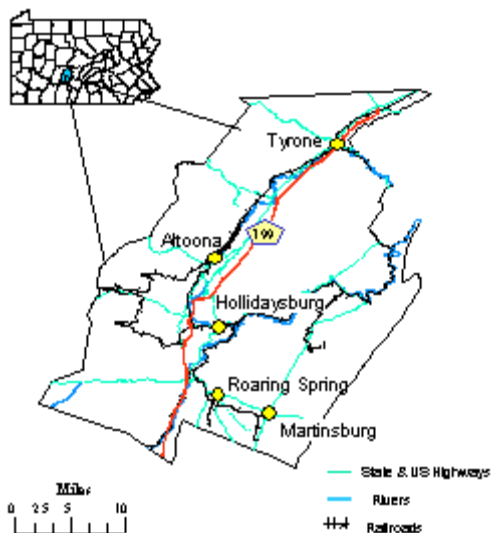 Tyrone
199
Altoona
Hollidaysburg
Roaring Spring
Martinsburg
State & US Highways
Miles
Rivers
0 2.5 5 10
Railroads